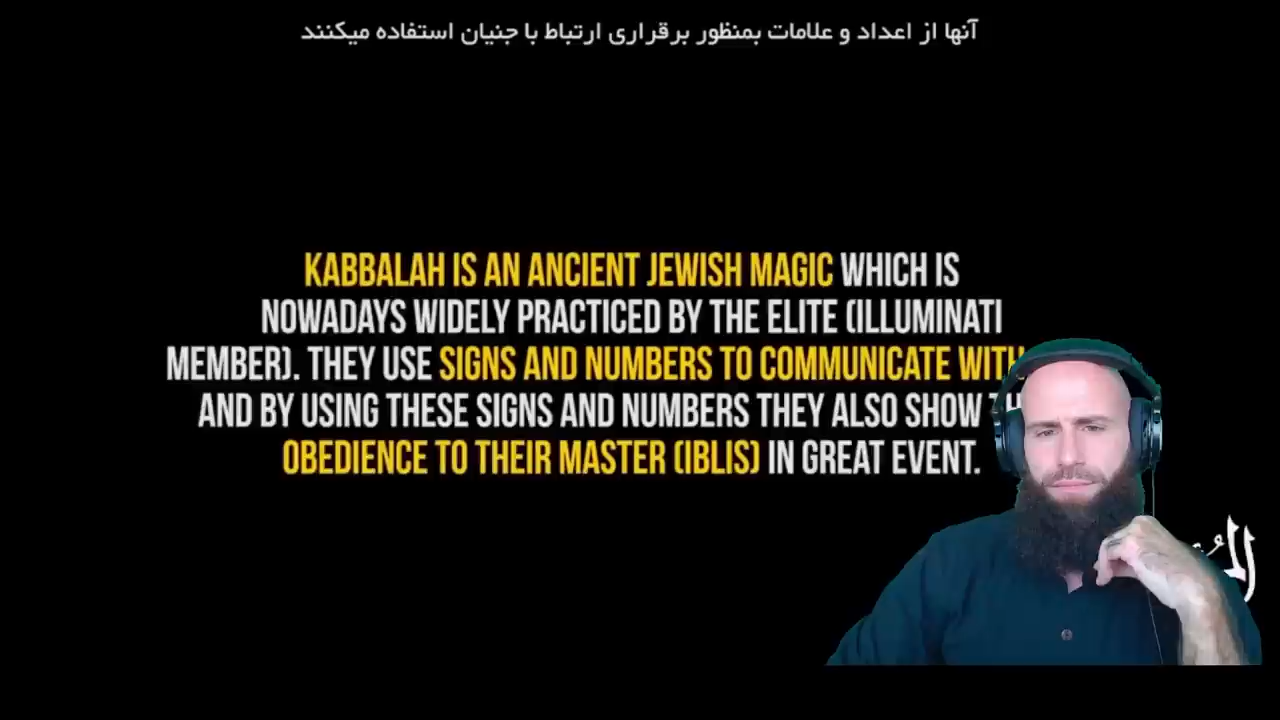 آنها از اعداد و علامات بمنظور برقراری ارتباط با جنیان استفاده میکنند
KABBALAH IS AN ANCIENT JEWISH MAGIC WHICH IS
NOWADAYS WIDELY PRACTICED BY THE ELITE (ILLUMINATI
MEMBER). THEY USE SIGNS AND NUMBERS TO COMMUNICATE WITH
AND BY USING THESE SIGNS AND NUMBERS THEY ALSO SHOW
OBEDIENCE TO THEIR MASTER (IBLIS) IN GREAT EVENT.